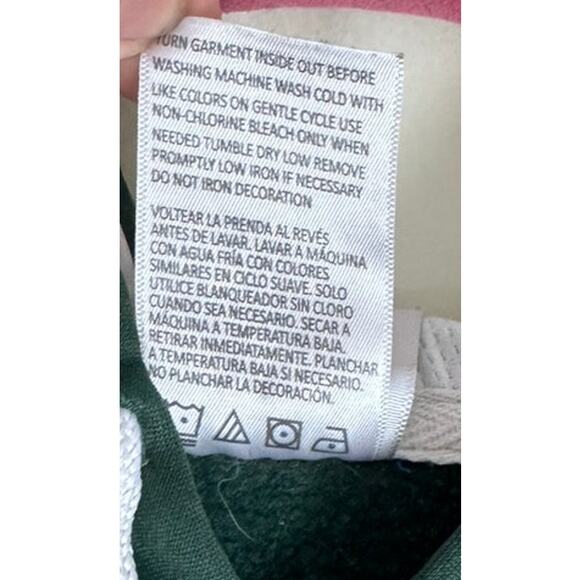 TURN GARMENT INSIDE OUT BEFORE
WASHING MACHINE WASH COLD WITH
LIKE COLORS ON GENTLE CYCLE USE
NON-CHLORINE BLEACH ONLY WHEN
NEEDED TUMBLE DRY LOW REMOVE
PROMPTLY LOW IRON IF NECESSARY
DO NOT IRON DECORATION
VOLTEAR LA PRENDA AL REVÉS
ANTES DE LAVAR. LAVAR A MÁQUINA
CON AGUA FRÍA CON COLORES
SIMILARES EN CICLO SUAVE. SOLO
UTILICE BLANQUEADOR SIN CLORO
CUANDO SEA NECESARIO. SECAR A
MÁQUINA A TEMPERATURA BAJA.
RETIRAR INMEDIATAMENTE. PLANCHAR
A TEMPERATURA BAJA SI NECESARIO.
NO PLANCHAR LA DECORACIÓN.